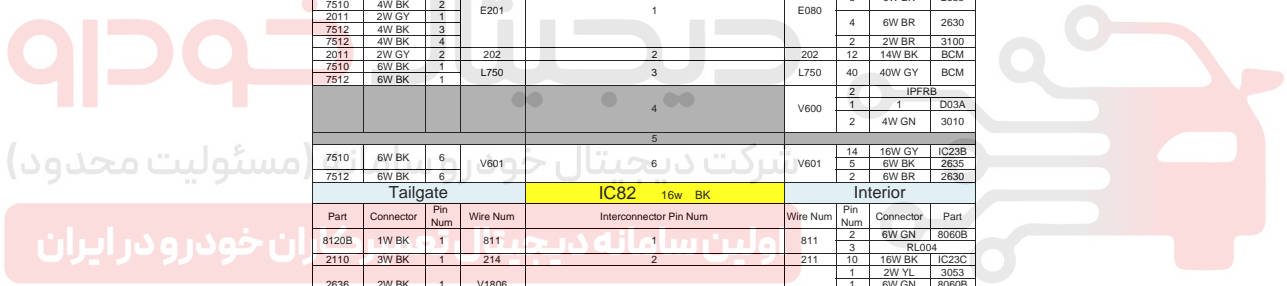 7510 4W BK 2 E201 1 E080
2011 2W GY 1 4 6W BR 2630
7512 4W BK 3
7512 4W BK 4 2 2W BR 3100
2011 2W GY 2 202 2 202 12 14W BK BCM
7510 6W BK 1 L750 3 L750 40 40W GY BCM
7512 6W BK 1
4 V600 2 IPFRB
1 1 D03A
2 4W GN 3010
5
7510 6W BK 6 V601 6 V601 14 16W GY IC23B
5 6W BK 2635
7512 6W BK 6 2 6W BR 2630
Tailgate IC82 16w BK Interior
Part Connector Pin Num Wire Num Interconnector Pin Num Wire Num Pin Num Connector Part
8120B 1W BK 1 811 1 811 2 6W GN 8060B
3 RL004
2110 3W BK 1 214 2 211 10 16W BK IC23C
1 2W YL 3053
2636 2W BK 1 V1806 1 6W GN 8060B
دیجیتال خودرو
شرکت دیجیتال خودرو سامانه (مسئولیت محدود)
اولین سامانه دیجیتال تعمیرکاران خودرو در ایران